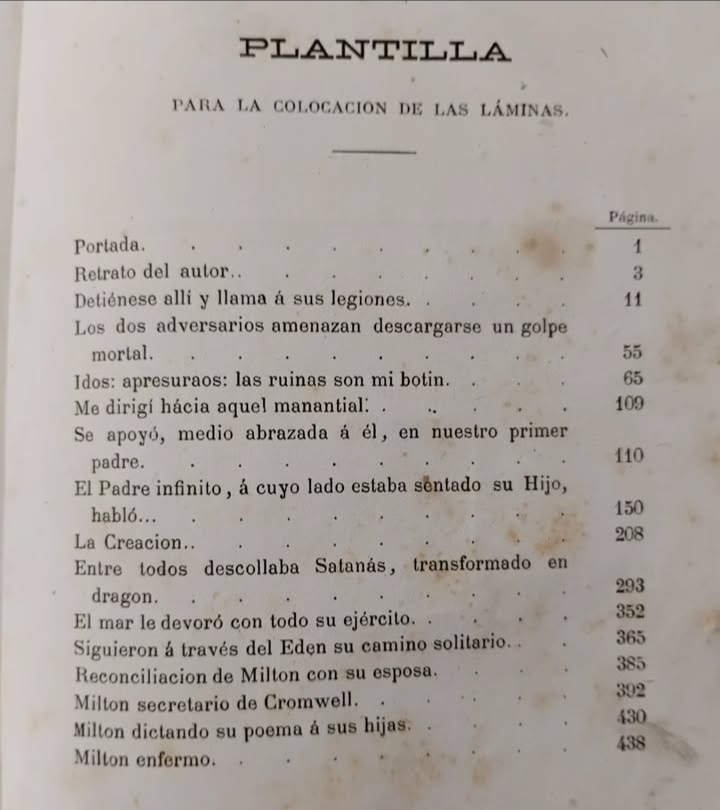 PLANTILLA
PARA LA COLOCACION DE LAS LÁMINAS.
Página.
Portada. . . . . . . . . 1
Retrato del autor.. . . . . . . . 3
Detiénese allí y llama á sus legiones. . . . . 11
Los dos adversarios amenazan descargarse un golpe
mortal. . . . . . . . . 55
Idos: apresuraos: las ruinas son mi botin. . . . 65
Me dirigí hácia aquel manantial: . . . . . 109
Se apoyó, medio abrazada á él, en nuestro primer
padre. . . . . . . . . 110
El Padre infinito, á cuyo lado estaba sentado su Hijo,
habló... . . . . . . . . 150
La Creacion.. . . . . . . . 208
Entre todos descollaba Satanás, transformado en
dragon. . . . . . . . . 293
El mar le devoró con todo su ejército. . . . . 352
Siguieron á través del Eden su camino solitario. . . 365
Reconciliacion de Milton con su esposa. . . . 385
Milton secretario de Cromwell. . . . . . 392
Milton dictando su poema á sus hijas. . . . . 430
Milton enfermo. . . . . . . . 438